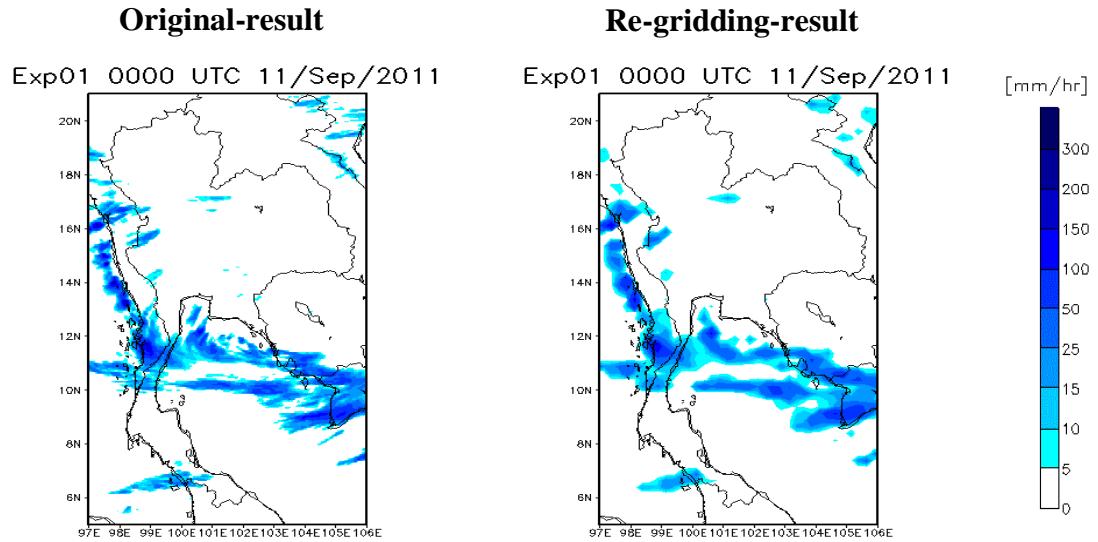 Original-result
Re-gridding-result
Exp01 0000 UTC 11/Sep/2011
Exp01 0000 UTC 11/Sep/2011
[mm/hr]
20N
18N
16N
14N
12N
10N
8N
6N
97E 98E 99E 100E 101E 102E 103E 104E 105E 106E
20N
18N
16N
14N
12N
10N
8N
6N
97E 98E 99E 100E 101E 102E 103E 104E 105E 106E
300
200
150
100
50
25
15
10
5
0